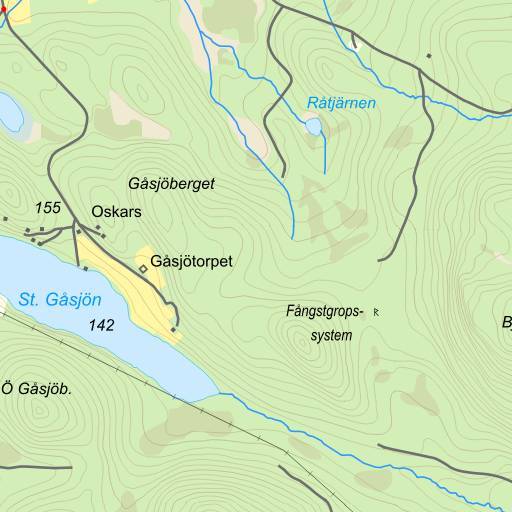 Råtjärnen
Gåsjöberget
155
Oskars
Gåsjötorpet
St. Gåsjön
142
Fångstgrops-
system
R
Ö Gåsjöb.